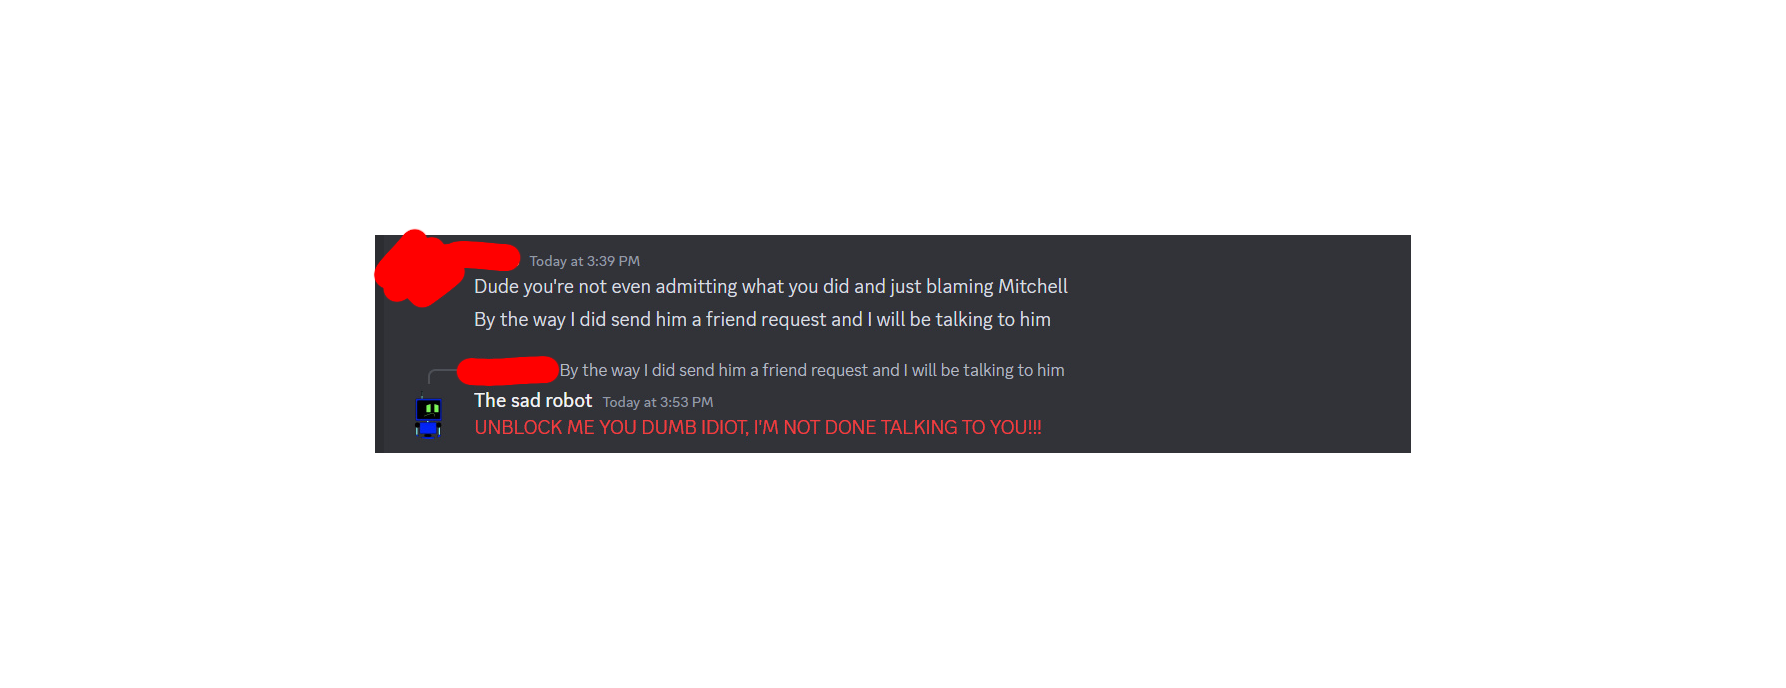 Today at 3:39 PM
Dude you're not even admitting what you did and just blaming Mitchell
By the way I did send him a friend request and I will be talking to him
By the way I did send him a friend request and I will be talking to him
The sad robot Today at 3:53 PM
UNBLOCK ME YOU DUMB IDIOT, I'M NOT DONE TALKING TO YOU!!!